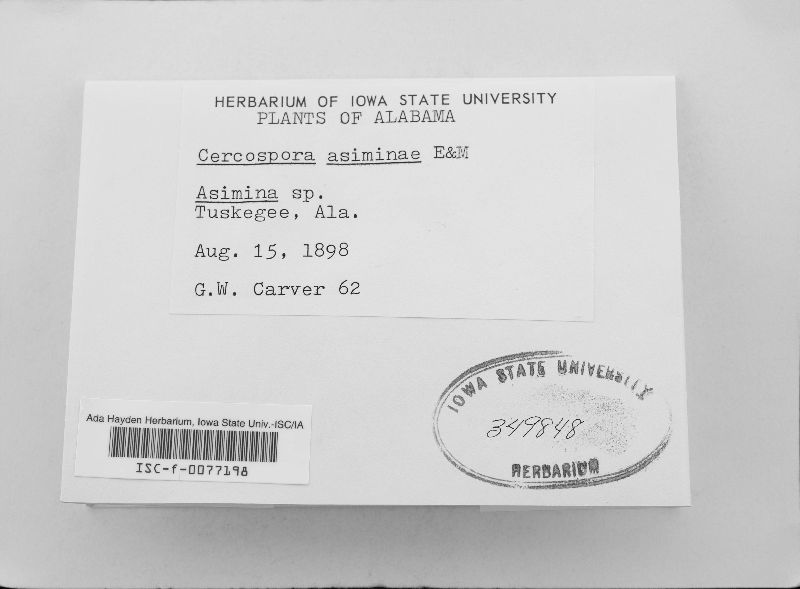 HERBARIUM OF IOWA STATE UNIVERSITY
PLANTS OF ALABAMA
Cercospora asiminae E&M
Asimina sp.
Tuskegee, Ala.
Aug. 15, 1898
G.W. Carver 62
Ada Hayden Herbarium, Iowa State Univ.-ISC/IA
ISC-f-0077198
IOWA STATE UNIVERSITY
349848
HERBARIUM